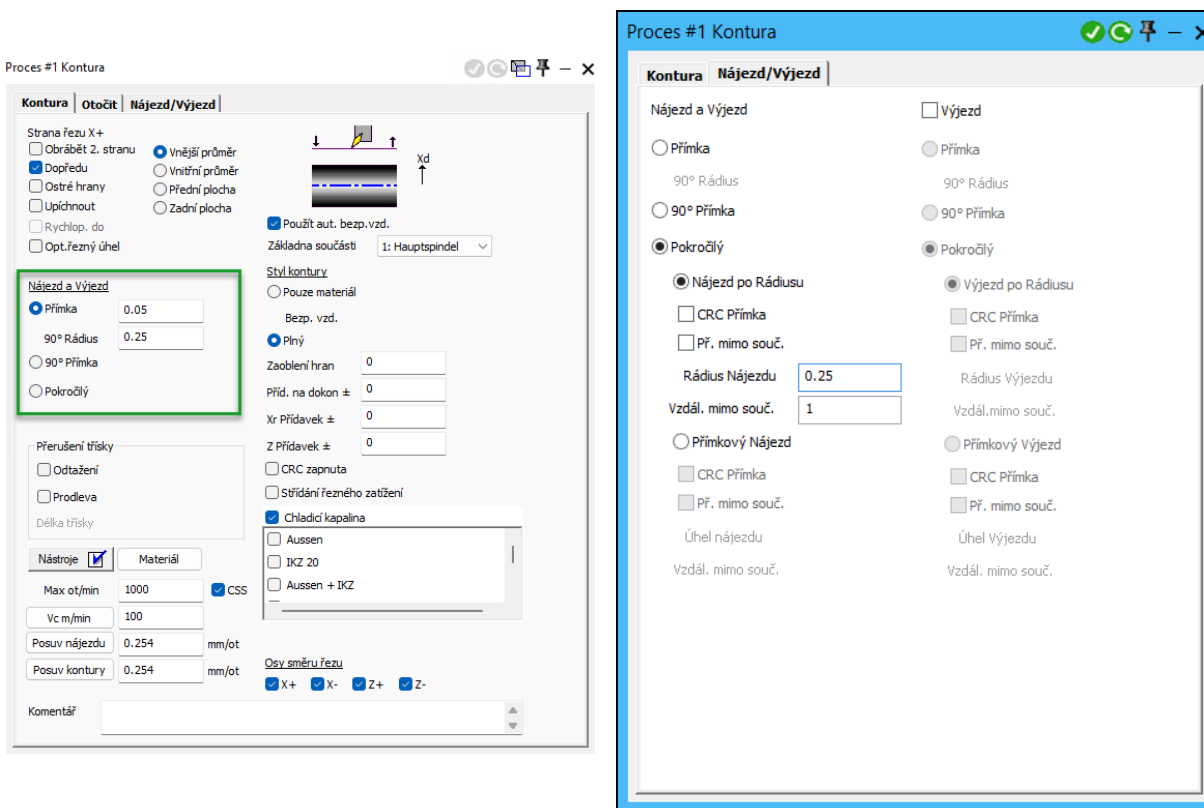 Proces #1 Kontura
Kontura Otočit Nájezd/Výjezd
Strana řezu X+
Obrábět 2. stranu
Dopředu
Ostré hrany
Upíchnout
Rychlop. do
Opt.řezný úhel
Vnější průměr
Vnitřní průměr
Přední plocha
Zadní plocha
Xd
Použít aut. bezp.vzd.
Základna součásti 1: Hauptspindel
Nájezd a Výjezd
Přímka 0.05
90° Rádius 0.25
90° Přímka
Pokročilý
Styl kontury
Pouze materiál
Bezp. vzd.
Plný
Zaoblení hran 0
Příd. na dokon ± 0
Xr Přídavek ± 0
Z Přídavek ± 0
CRC zapnuta
Střídání řezného zatížení
Přerušení třísky
Odtažení
Prodleva
Délka třísky
Chladicí kapalina
Aussen
IKZ 20
Aussen + IKZ
Nástroje Materiál
Max ot/min 1000 CSS
Vc m/min 100
Posuv nájezdu 0.254 mm/ot
Posuv kontury 0.254 mm/ot
Osy směru řezu
X+ X- Z+ Z-
Komentář
Proces #1 Kontura
Kontura Nájezd/Výjezd
Nájezd a Výjezd
Přímka
90° Rádius
90° Přímka
Pokročilý
Nájezd po Rádiusu
CRC Přímka
Př. mimo souč.
Rádius Nájezdu 0.25
Vzdál. mimo souč. 1
Přímkový Nájezd
CRC Přímka
Př. mimo souč.
Úhel nájezdu
Vzdál. mimo souč.
Výjezd
Přímka
90° Rádius
90° Přímka
Pokročilý
Výjezd po Rádiusu
CRC Přímka
Př. mimo souč.
Rádius Výjezdu
Vzdál.mimo souč.
Přímkový Výjezd
CRC Přímka
Př. mimo souč.
Úhel Výjezdu
Vzdál. mimo souč.